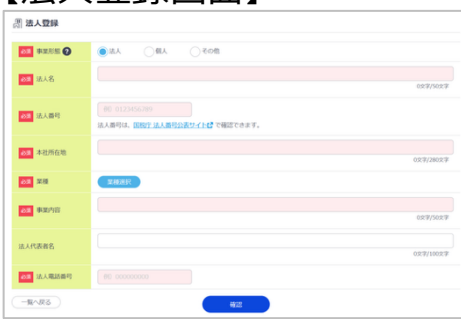 【法人登録画面】
法人登録
必須 事業形態 ? 法人 個人 その他
必須 法人名
0文字/50文字
必須 法人番号 例: 0123456789
法人番号は、国税庁 法人番号公表サイト で確認できます。
必須 本社所在地
0文字/280文字
必須 業種 業種選択
必須 事業内容
0文字/50文字
法人代表者名
0文字/100文字
必須 法人電話番号 例: 000000000
一覧へ戻る 確認